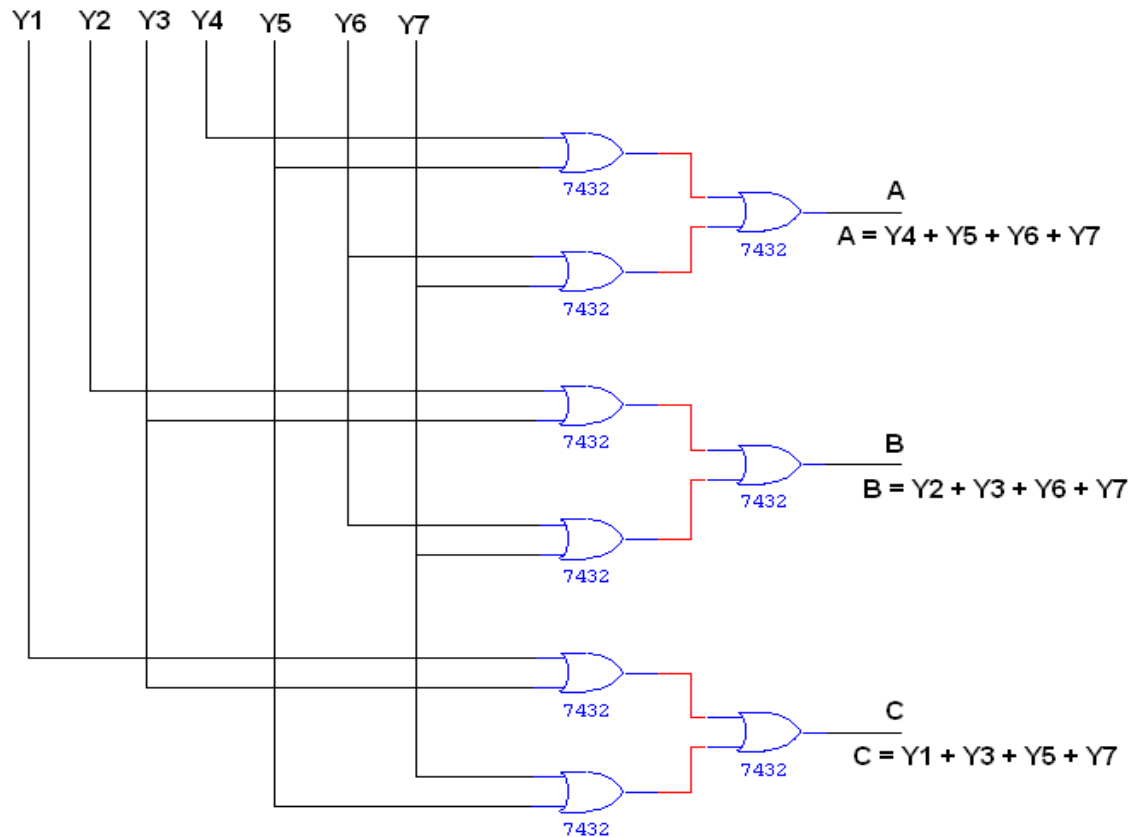 Y1 Y2 Y3 Y4 Y5 Y6 Y7
7432
A
7432
A = Y4 + Y5 + Y6 + Y7
7432
7432
B
7432
B = Y2 + Y3 + Y6 + Y7
7432
7432
C
7432
C = Y1 + Y3 + Y5 + Y7
7432